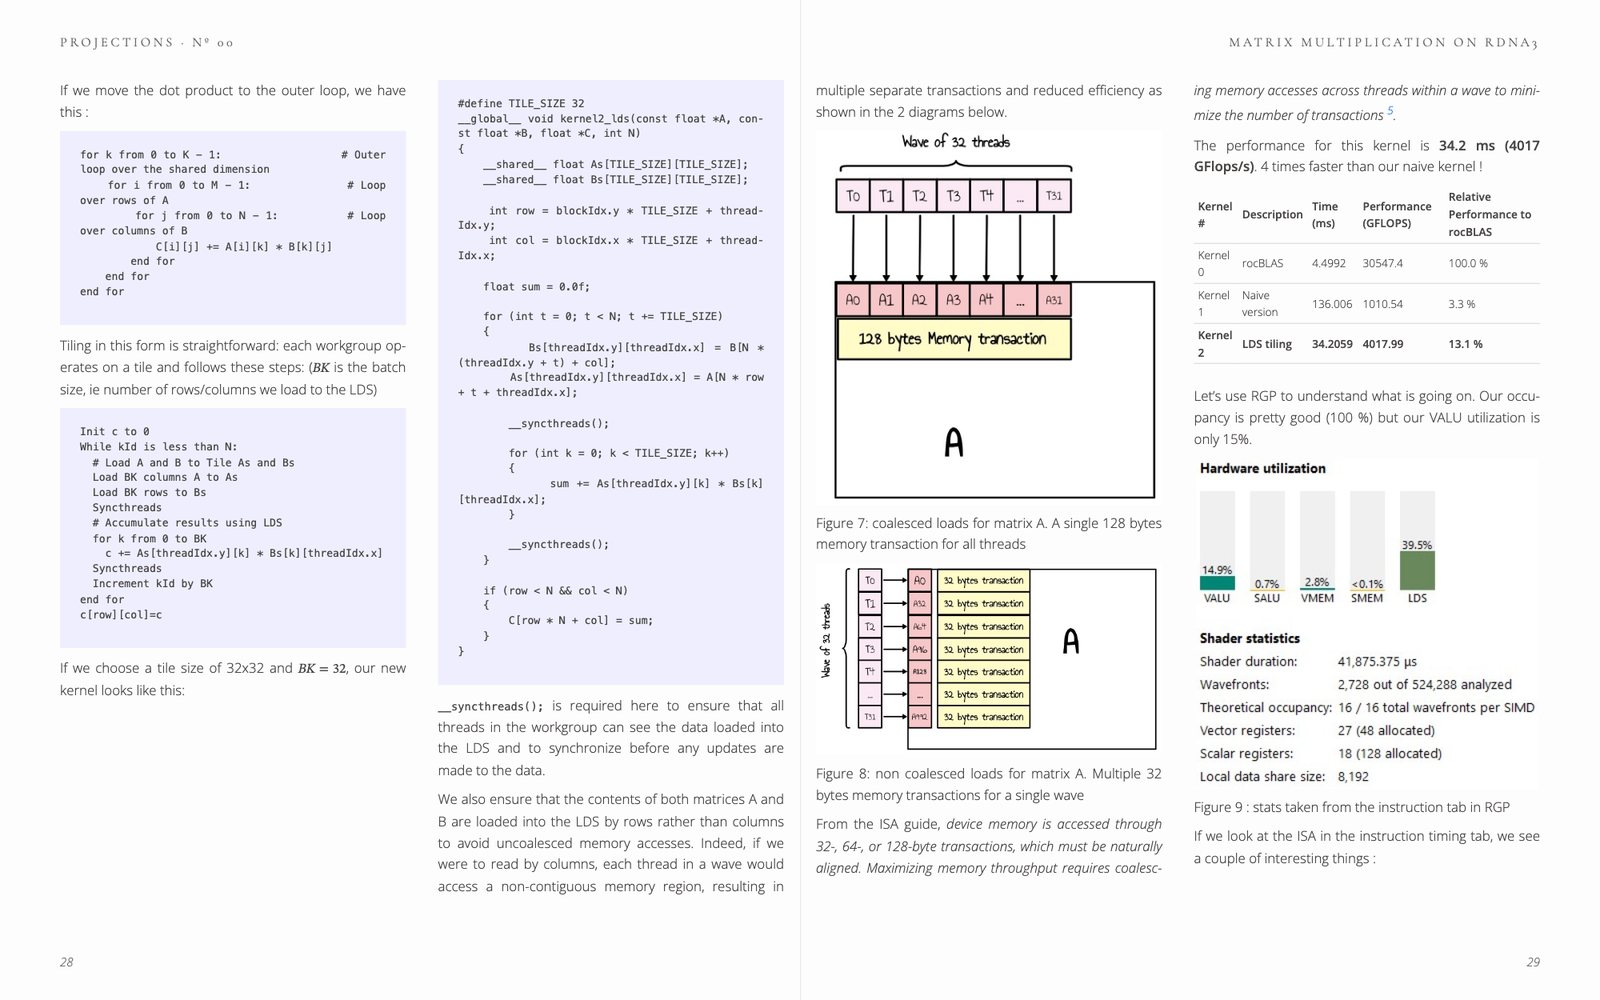 PROJECTIONS · Nº 00
If we move the dot product to the outer loop, we have
this :
for k from 0 to K – 1: # Outer
loop over the shared dimension
for i from 0 to M – 1: # Loop
over rows of A
for j from 0 to N – 1: # Loop
over columns of B
C[i][j] += A[i][k] * B[k][j]
end for
end for
end for
Tiling in this form is straightforward: each workgroup op-
erates on a tile and follows these steps: (BK is the batch
size, ie number of rows/columns we load to the LDS)
Init c to 0
While kId is less than N:
# Load A and B to Tile As and Bs
Load BK columns A to As
Load BK rows to Bs
Syncthreads
# Accumulate results using LDS
for k from 0 to BK
c += As[threadIdx.y][k] * Bs[k][threadIdx.x]
Syncthreads
Increment kId by BK
end for
c[row][col]=c
If we choose a tile size of 32x32 and BK = 32, our new
kernel looks like this:
28
#define TILE_SIZE 32
__global__ void kernel2_lds(const float *A, con-
st float *B, float *C, int N)
{
__shared__ float As[TILE_SIZE][TILE_SIZE];
__shared__ float Bs[TILE_SIZE][TILE_SIZE];
int row = blockIdx.y * TILE_SIZE + thread-
Idx.y;
int col = blockIdx.x * TILE_SIZE + thread-
Idx.x;
float sum = 0.0f;
for (int t = 0; t < N; t += TILE_SIZE)
{
Bs[threadIdx.y][threadIdx.x] = B[N *
(threadIdx.y + t) + col];
As[threadIdx.y][threadIdx.x] = A[N * row
+ t + threadIdx.x];
__syncthreads();
for (int k = 0; k < TILE_SIZE; k++)
{
sum += As[threadIdx.y][k] * Bs[k]
[threadIdx.x];
}
__syncthreads();
}
if (row < N && col < N)
{
C[row * N + col] = sum;
}
}
__syncthreads(); is required here to ensure that all
threads in the workgroup can see the data loaded into
the LDS and to synchronize before any updates are
made to the data.
We also ensure that the contents of both matrices A and
B are loaded into the LDS by rows rather than columns
to avoid uncoalesced memory accesses. Indeed, if we
were to read by columns, each thread in a wave would
access a non-contiguous memory region, resulting in
MATRIX MULTIPLICATION ON RDNA3
multiple separate transactions and reduced efficiency as
shown in the 2 diagrams below.
Wave of 32 threads
T0 T1 T2 T3 T4 ... T31
A0 A1 A2 A3 A4 ... A31
128 bytes Memory transaction
A
Figure 7: coalesced loads for matrix A. A single 128 bytes
memory transaction for all threads
Wave of 32 threads
T0 A0 32 bytes transaction
T1 A32 32 bytes transaction
T2 A64 32 bytes transaction
T3 A96 32 bytes transaction
T4 A128 32 bytes transaction
... ... 32 bytes transaction
T31 A992 32 bytes transaction
A
Figure 8: non coalesced loads for matrix A. Multiple 32
bytes memory transactions for a single wave
From the ISA guide, device memory is accessed through
32-, 64-, or 128-byte transactions, which must be naturally
aligned. Maximizing memory throughput requires coalesc-
ing memory accesses across threads within a wave to mini-
mize the number of transactions 5.
The performance for this kernel is 34.2 ms (4017
GFlops/s). 4 times faster than our naive kernel !
Kernel # Description Time (ms) Performance (GFLOPS) Relative Performance to rocBLAS
Kernel 0 rocBLAS 4.4992 30547.4 100.0 %
Kernel 1 Naive version 136.006 1010.54 3.3 %
Kernel 2 LDS tiling 34.2059 4017.99 13.1 %
Let's use RGP to understand what is going on. Our occu-
pancy is pretty good (100 %) but our VALU utilization is
only 15%.
Hardware utilization
14.9% 0.7% 2.8% <0.1% 39.5%
VALU SALU VMEM SMEM LDS
Shader statistics
Shader duration: 41,875.375 µs
Wavefronts: 2,728 out of 524,288 analyzed
Theoretical occupancy: 16 / 16 total wavefronts per SIMD
Vector registers: 27 (48 allocated)
Scalar registers: 18 (128 allocated)
Local data share size: 8,192
Figure 9 : stats taken from the instruction tab in RGP
If we look at the ISA in the instruction timing tab, we see
a couple of interesting things :
29